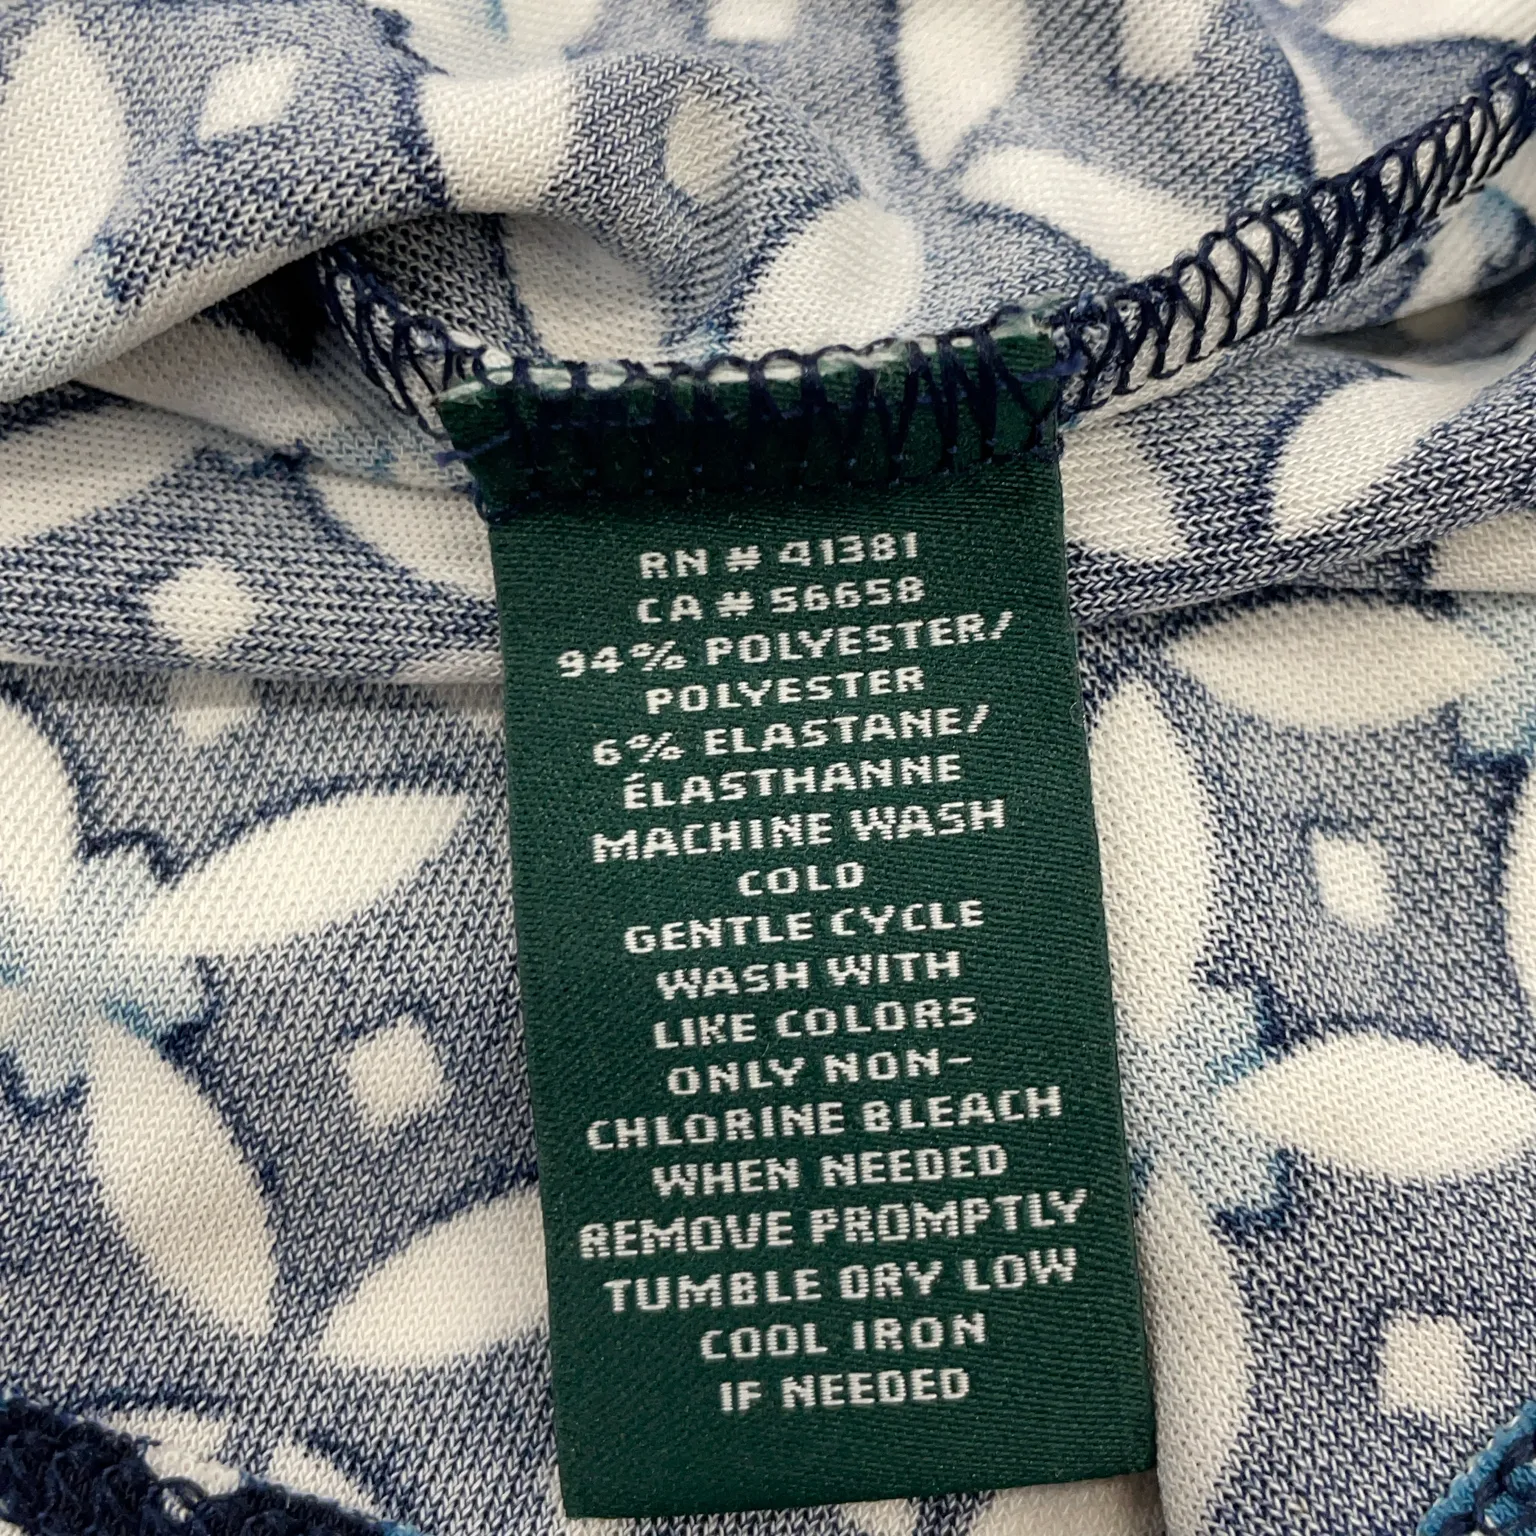 RN # 41381
CA # 56658
94% POLYESTER/
POLYESTER
6% ELASTANE/
ÉLASTHANNE
MACHINE WASH
COLD
GENTLE CYCLE
WASH WITH
LIKE COLORS
ONLY NON-
CHLORINE BLEACH
WHEN NEEDED
REMOVE PROMPTLY
TUMBLE DRY LOW
COOL IRON
IF NEEDED